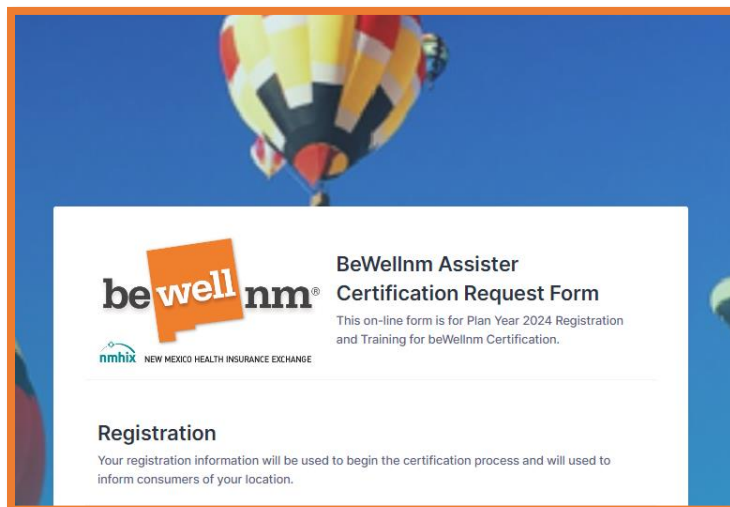 be well nm®
nmhix NEW MEXICO HEALTH INSURANCE EXCHANGE
BeWellnm Assister
Certification Request Form
This on-line form is for Plan Year 2024 Registration
and Training for beWellnm Certification.
Registration
Your registration information will be used to begin the certification process and will used to
inform consumers of your location.